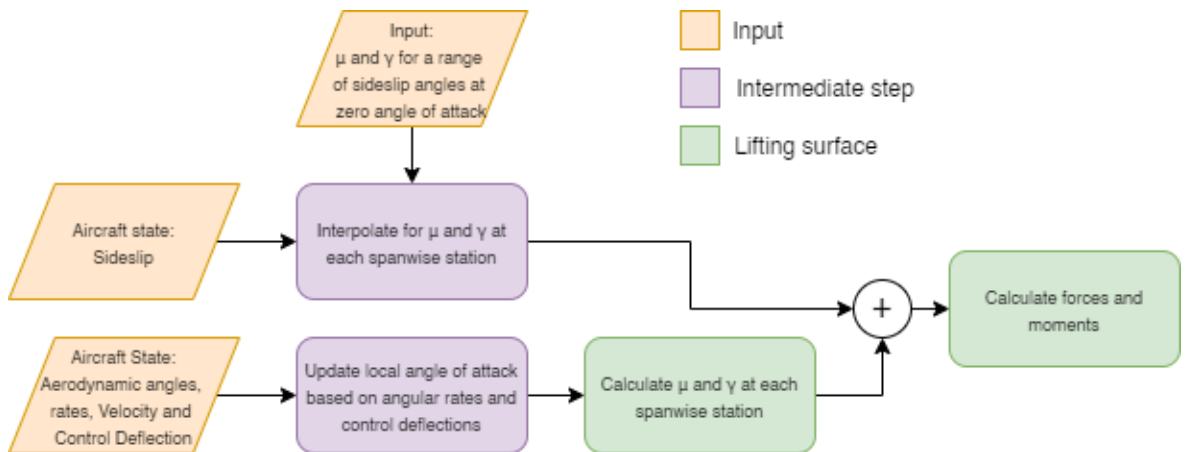 Input:
μ and γ for a range
of sideslip angles at
zero angle of attack
Input
Intermediate step
Lifting surface
Aircraft state:
Sideslip
Interpolate for μ and γ at
each spanwise station
+
Calculate forces and
moments
Aircraft State:
Aerodynamic angles,
rates, Velocity and
Control Deflection
Update local angle of attack
based on angular rates and
control deflections
Calculate μ and γ at each
spanwise station